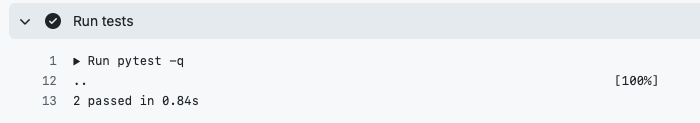 Run tests
1 ▶ Run pytest -q
12 .. [100%]
13 2 passed in 0.84s